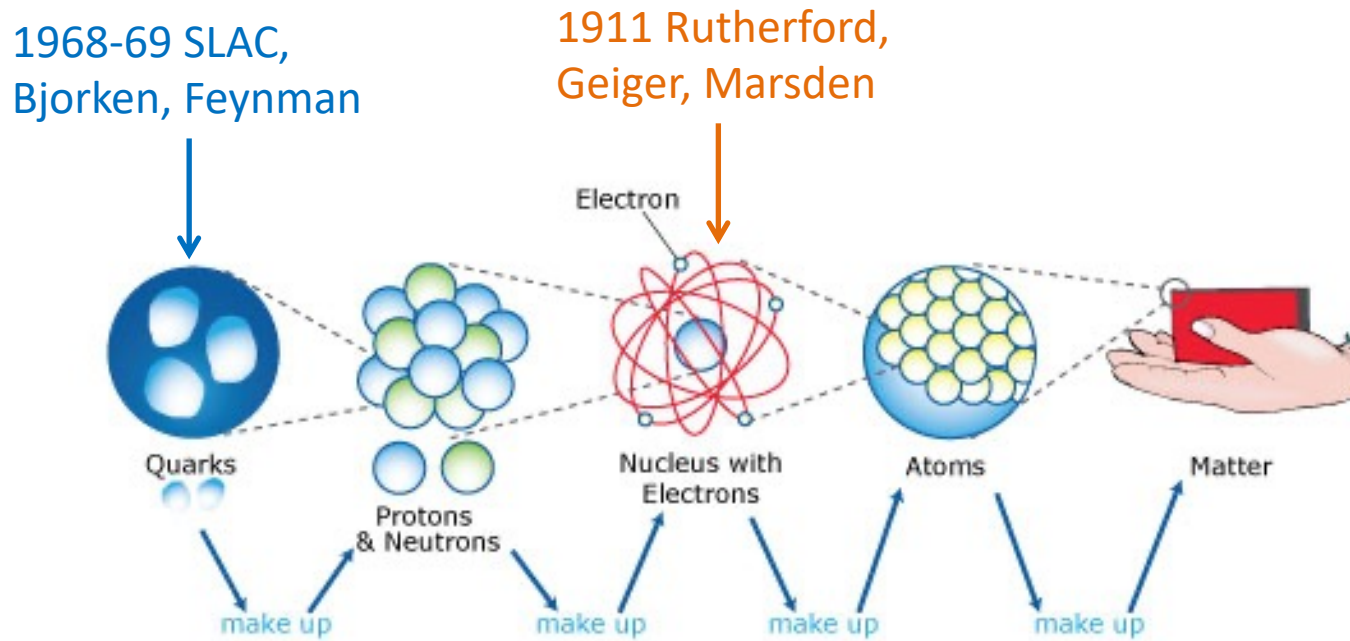 1968-69 SLAC,
Bjorken, Feynman
1911 Rutherford,
Geiger, Marsden
Electron
Quarks
Protons
& Neutrons
Nucleus with
Electrons
Atoms
Matter
make up
make up
make up
make up